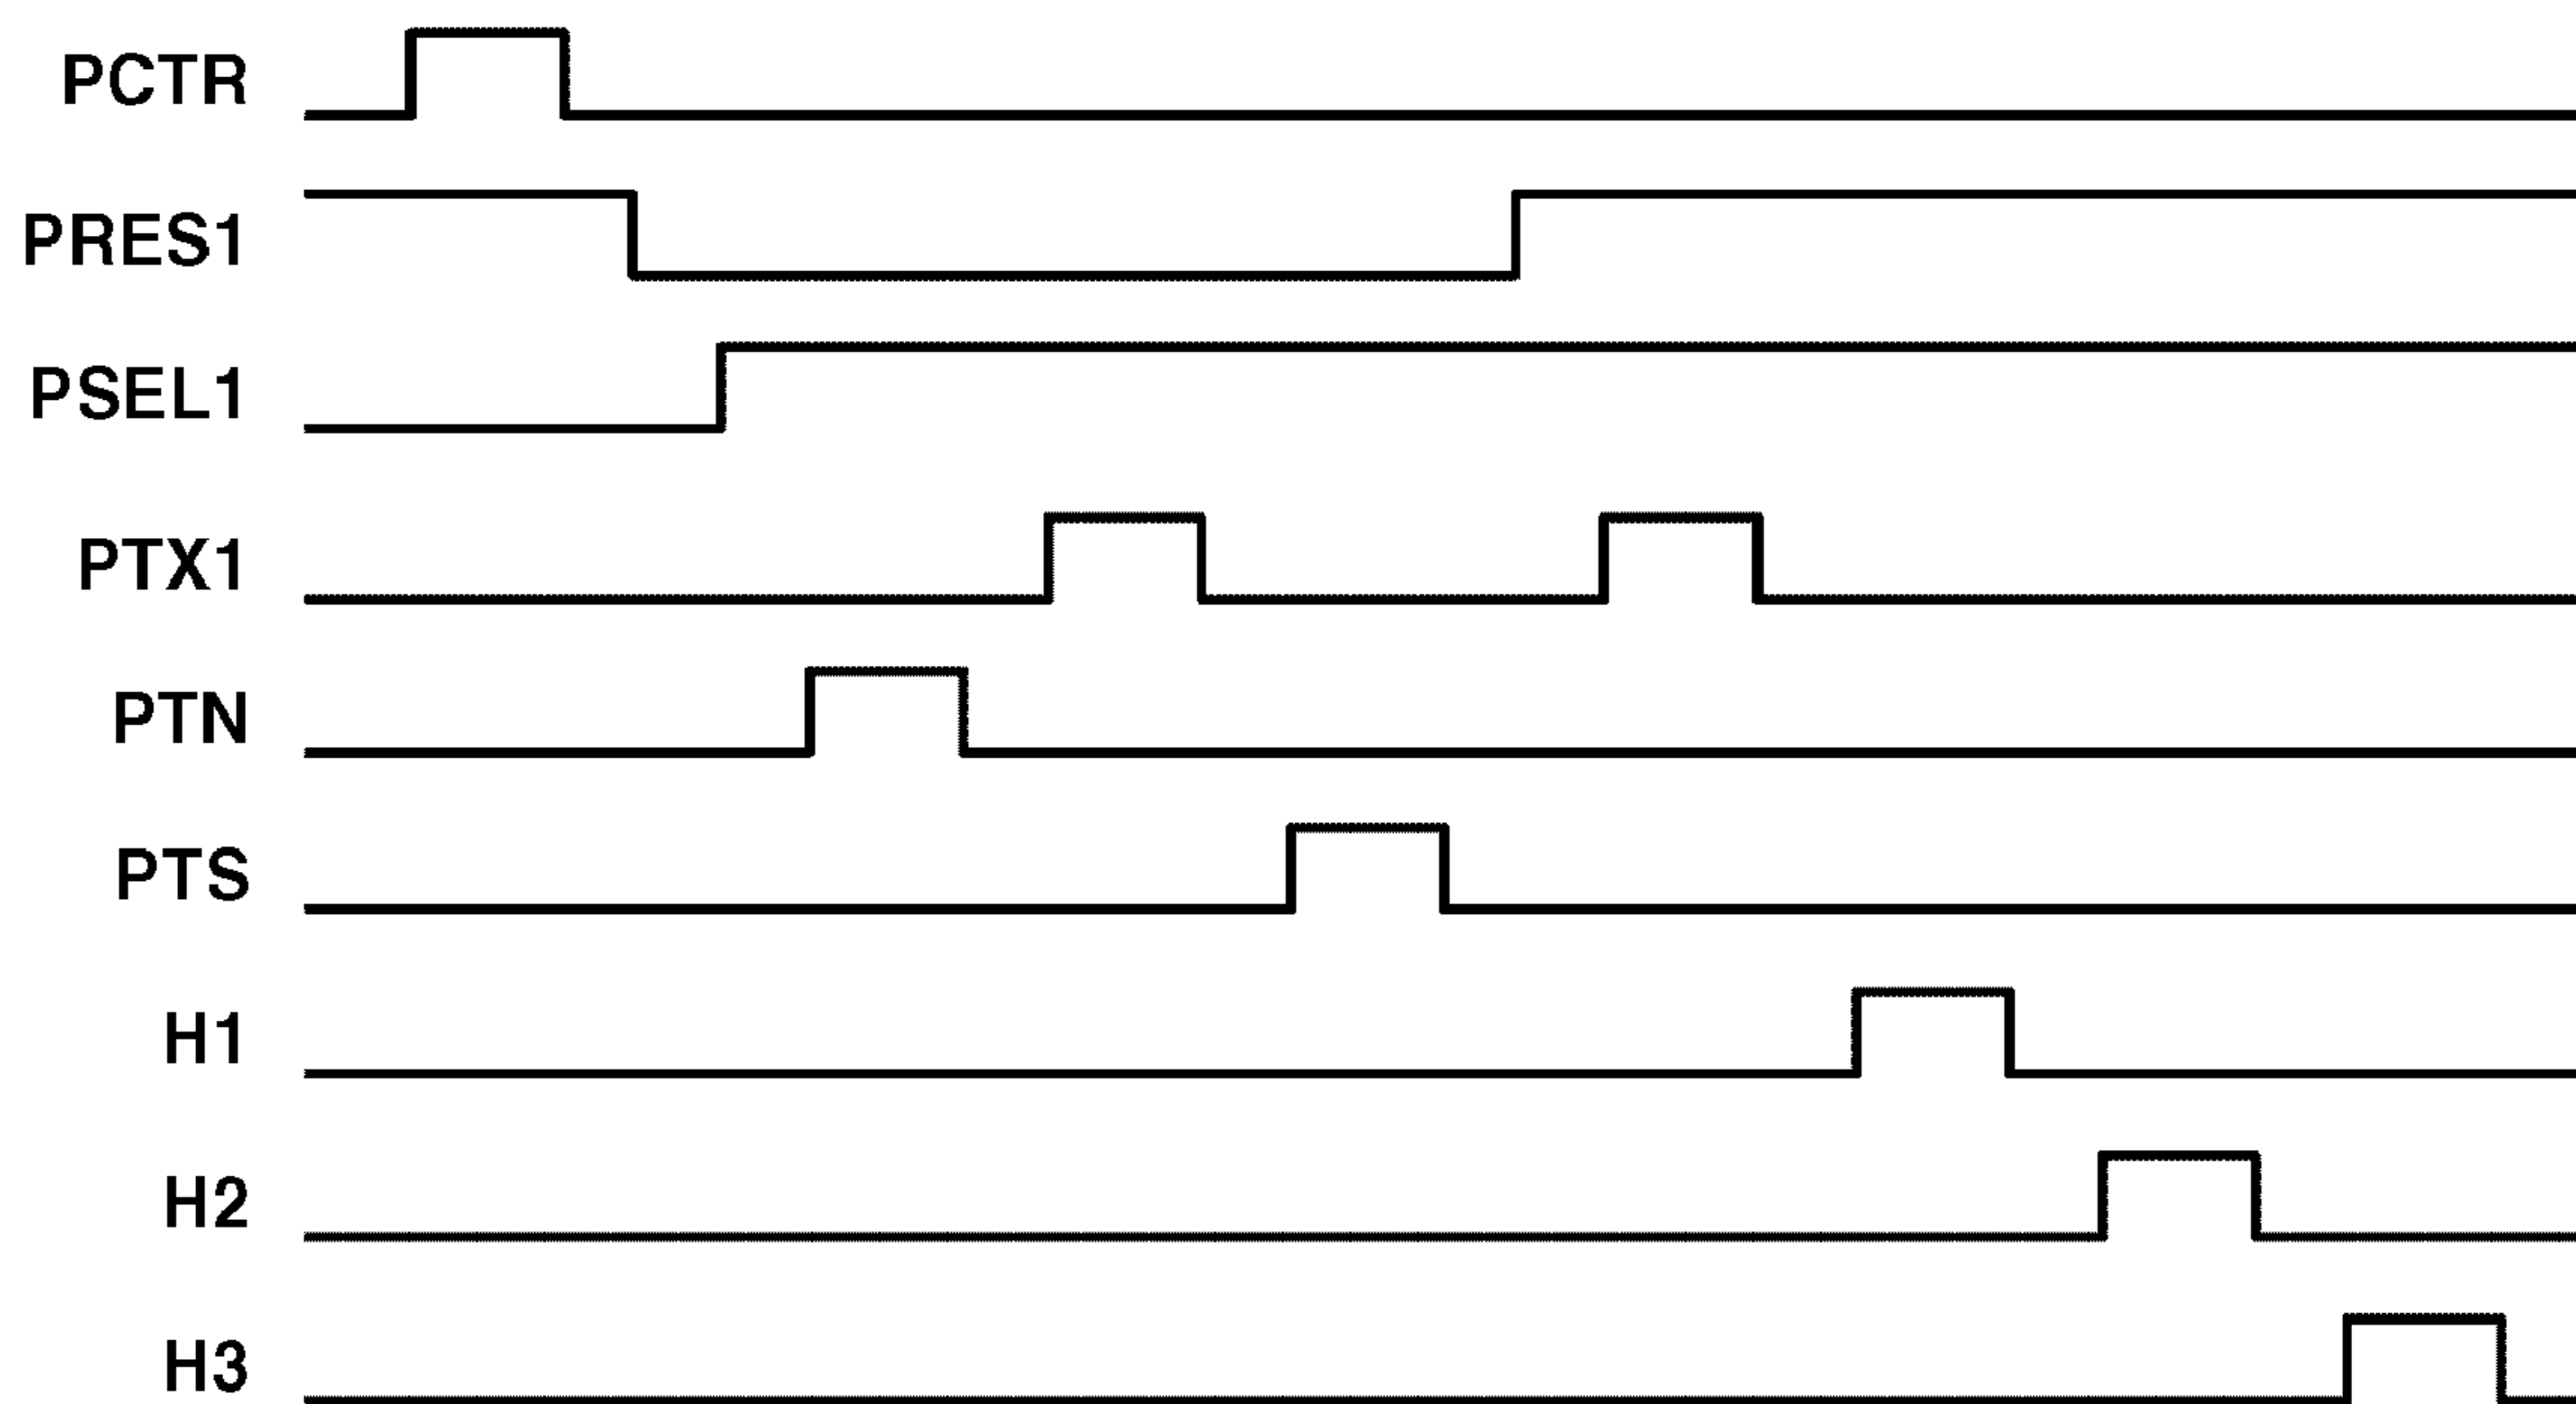 PCTR
PRES1
PSEL1
PTX1
PTN
PTS
H1
H2
H3